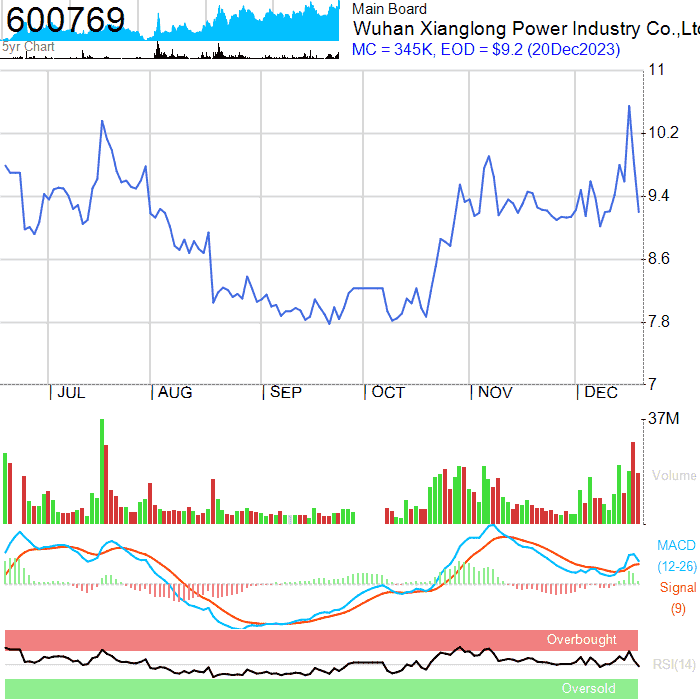 600769
5yr Chart
Main Board
Wuhan Xianglong Power Industry Co.,Ltd
MC = 345K, EOD = $9.2 (20Dec2023)
11
10.2
9.4
8.6
7.8
7
JUL
AUG
SEP
OCT
NOV
DEC
37M
Volume
MACD
(12-26)
Signal
(9)
Overbought
RSI(14)
Oversold